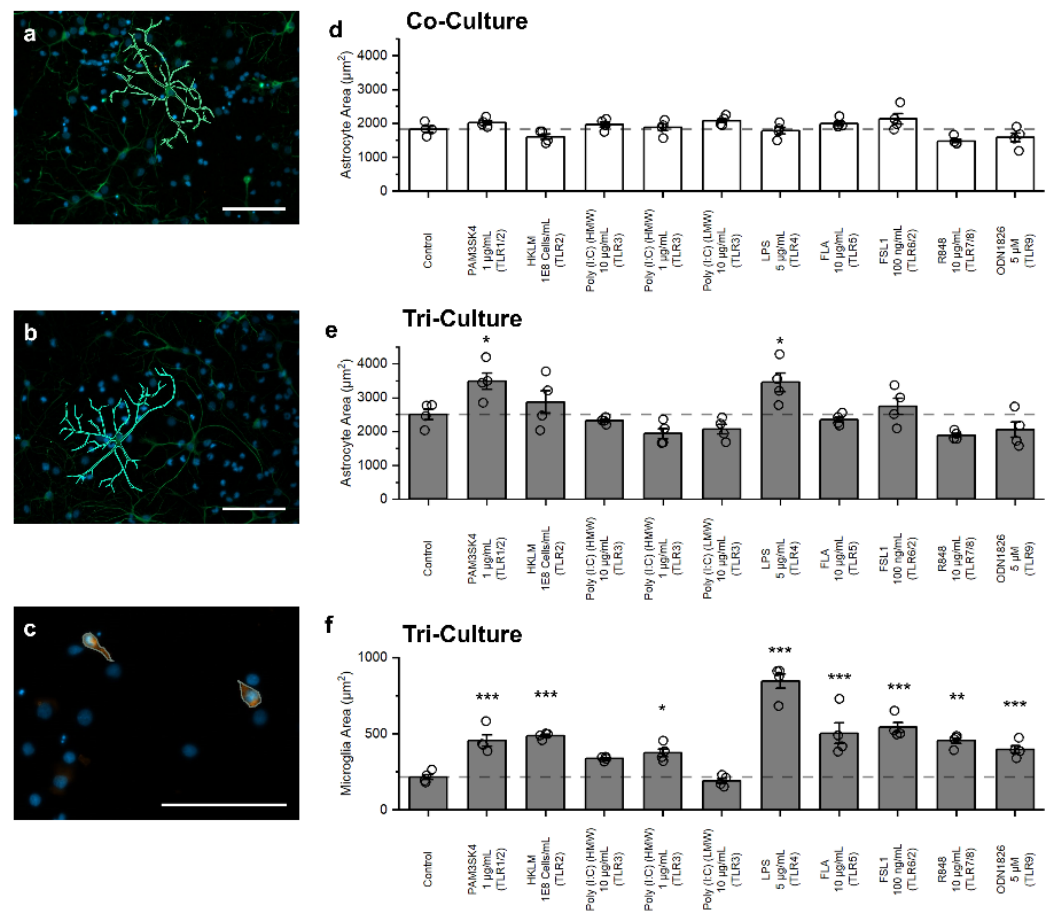 a
d
Co-Culture
Astrocyte Area (µm²)
4000
3000
2000
1000
0
Control
PAM3SK4
1 µg/mL
(TLR1/2)
HKLM
1E8 Cells/mL
(TLR2)
Poly (I:C) (HMW)
10 µg/mL
(TLR3)
Poly (I:C) (HMW)
1 µg/mL
(TLR3)
Poly (I:C) (LMW)
10 µg/mL
(TLR3)
LPS
5 µg/mL
(TLR4)
FLA
10 µg/mL
(TLR5)
FSL1
100 ng/mL
(TLR6/2)
R848
10 µg/mL
(TLR7/8)
ODN1826
5 µM
(TLR9)
b
e
Tri-Culture
Astrocyte Area (µm²)
4000
3000
2000
1000
0
*
*
Control
PAM3SK4
1 µg/mL
(TLR1/2)
HKLM
1E8 Cells/mL
(TLR2)
Poly (I:C) (HMW)
10 µg/mL
(TLR3)
Poly (I:C) (HMW)
1 µg/mL
(TLR3)
Poly (I:C) (LMW)
10 µg/mL
(TLR3)
LPS
5 µg/mL
(TLR4)
FLA
10 µg/mL
(TLR5)
FSL1
100 ng/mL
(TLR6/2)
R848
10 µg/mL
(TLR7/8)
ODN1826
5 µM
(TLR9)
c
f
Tri-Culture
Microglia Area (µm²)
1000
500
0
***
***
*
***
***
***
**
***
Control
PAM3SK4
1 µg/mL
(TLR1/2)
HKLM
1E8 Cells/mL
(TLR2)
Poly (I:C) (HMW)
10 µg/mL
(TLR3)
Poly (I:C) (HMW)
1 µg/mL
(TLR3)
Poly (I:C) (LMW)
10 µg/mL
(TLR3)
LPS
5 µg/mL
(TLR4)
FLA
10 µg/mL
(TLR5)
FSL1
100 ng/mL
(TLR6/2)
R848
10 µg/mL
(TLR7/8)
ODN1826
5 µM
(TLR9)